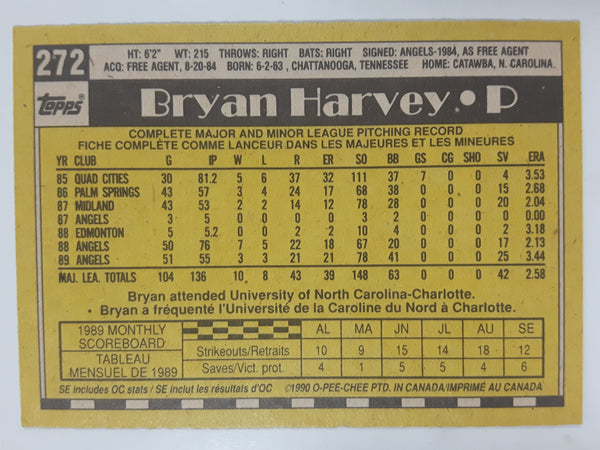 272
HT: 6'2" WT: 215 THROWS: RIGHT BATS: RIGHT SIGNED: ANGELS-1984, AS FREE AGENT
ACQ: FREE AGENT, 8-20-84 BORN: 6-2-63 , CHATTANOOGA, TENNESSEE HOME: CATAWBA, N. CAROLINA.
TOPPS
Bryan Harvey • P
COMPLETE MAJOR AND MINOR LEAGUE PITCHING RECORD
FICHE COMPLÈTE COMME LANCEUR DANS LES MAJEURES ET LES MINEURES
YR CLUB G IP W L R ER SO BB GS CG SHO SV ERA
85 QUAD CITIES 30 81.2 5 6 37 32 111 37 7 0 0 4 3.53
86 PALM SPRINGS 43 57 3 4 24 17 68 38 0 0 0 15 2.68
87 MIDLAND 43 53 2 2 14 12 78 28 0 0 0 20 2.04
87 ANGELS 3 5 0 0 0 0 3 2 0 0 0 0 0.00
88 EDMONTON 5 5.2 0 0 2 2 10 4 0 0 0 2 3.18
88 ANGELS 50 76 7 5 22 18 67 20 0 0 0 17 2.13
89 ANGELS 51 55 3 3 21 21 78 41 0 0 0 25 3.44
MAJ. LEA. TOTALS 104 136 10 8 43 39 148 63 0 0 0 42 2.58
Bryan attended University of North Carolina-Charlotte.
• Bryan a fréquenté l'Université de la Caroline du Nord à Charlotte.
1989 MONTHLY SCOREBOARD
TABLEAU MENSUEL DE 1989
AL MA JN JL AU SE
Strikeouts/Retraits 10 9 15 14 18 12
Saves/Vict. prot. 4 1 5 5 4 6
SE includes OC stats / SE inclut les résultats d'OC
©1990 O-PEE-CHEE PTD. IN CANADA/IMPRIMÉ AU CANADA